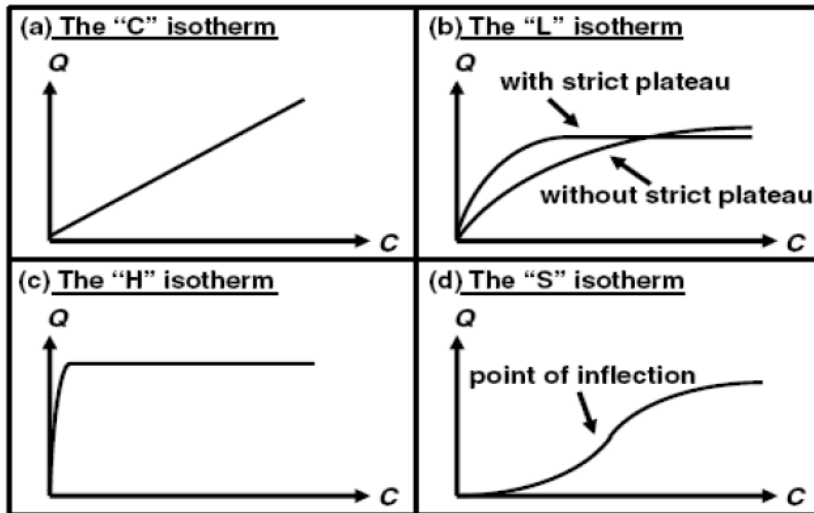 (a) The “C” isotherm
Q
C
(b) The “L” isotherm
Q
with strict plateau
without strict plateau
C
(c) The “H” isotherm
Q
C
(d) The “S” isotherm
Q
point of inflection
C